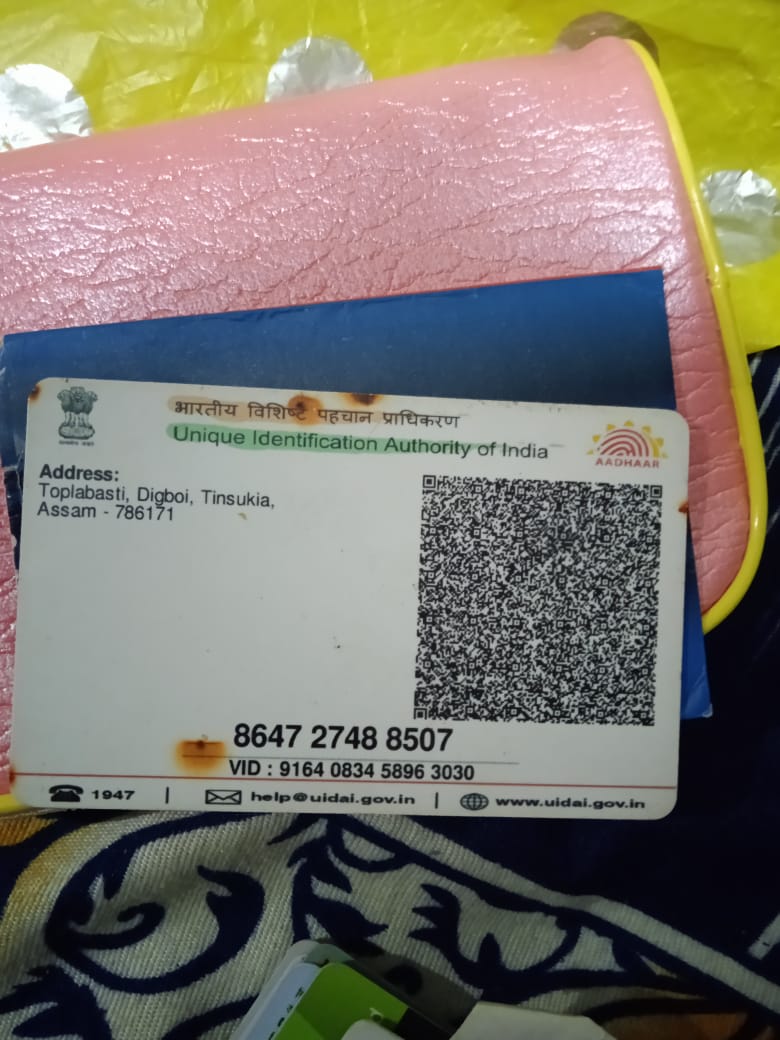 भारतीय विशिष्ट पहचान प्राधिकरण
Unique Identification Authority of India
AADHAAR
Address:
Toplabasti, Digboi, Tinsukia,
Assam - 786171
8647 2748 8507
VID : 9164 0834 5896 3030
1947 | help@uidai.gov.in | www.uidai.gov.in